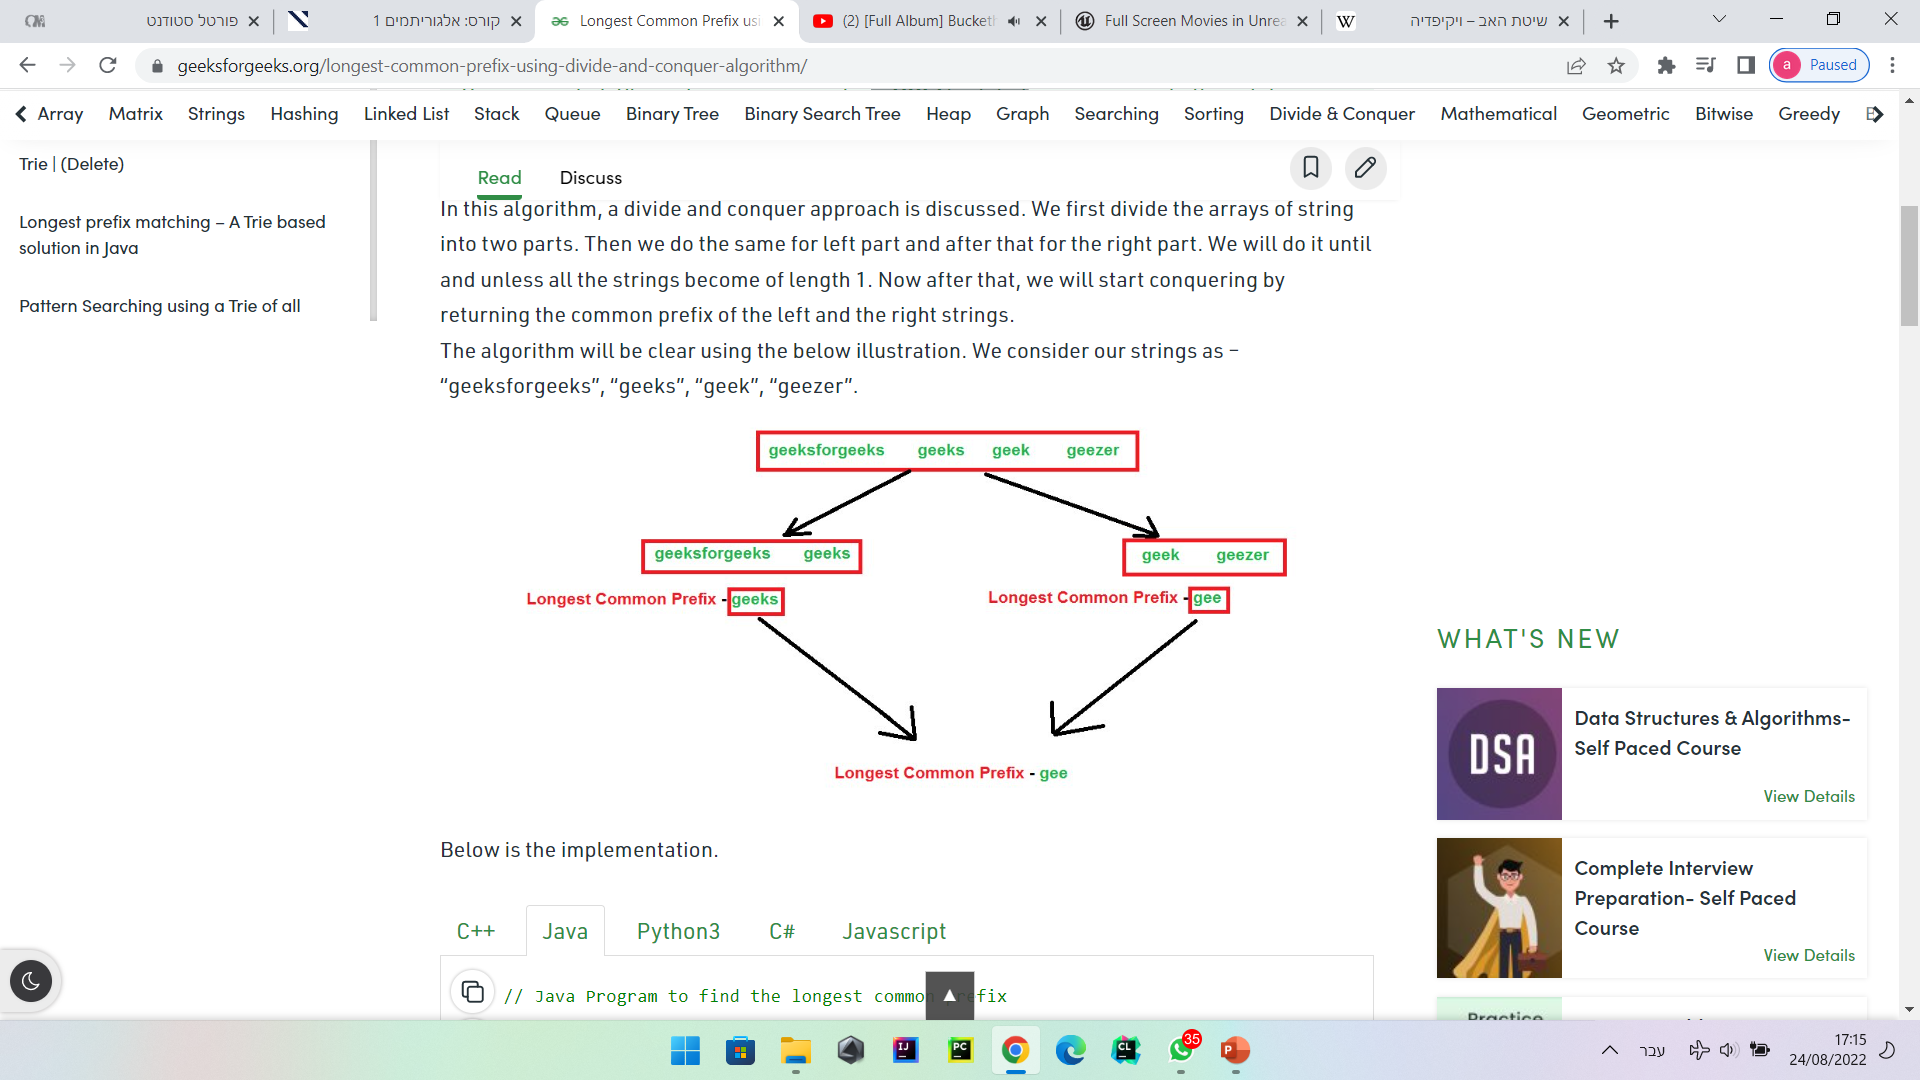 פורטל סטודנט
קורס: אלגוריתמים 1
Longest Common Prefix usi
(2) [Full Album] Bucketh
Full Screen Movies in Unrea
שיטת האב – ויקיפדיה
geeksforgeeks.org/longest-common-prefix-using-divide-and-conquer-algorithm/
a Paused
Array Matrix Strings Hashing Linked List Stack Queue Binary Tree Binary Search Tree Heap Graph Searching Sorting Divide & Conquer Mathematical Geometric Bitwise Greedy
Trie | (Delete)
Longest prefix matching – A Trie based
solution in Java
Pattern Searching using a Trie of all
Read Discuss
In this algorithm, a divide and conquer approach is discussed. We first divide the arrays of string
into two parts. Then we do the same for left part and after that for the right part. We will do it until
and unless all the strings become of length 1. Now after that, we will start conquering by
returning the common prefix of the left and the right strings.
The algorithm will be clear using the below illustration. We consider our strings as –
“geeksforgeeks”, “geeks”, “geek”, “geezer”.
geeksforgeeks geeks geek geezer
geeksforgeeks geeks
geek geezer
Longest Common Prefix - geeks
Longest Common Prefix - gee
Longest Common Prefix - gee
Below is the implementation.
C++ Java Python3 C# Javascript
// Java Program to find the longest common prefix
WHAT'S NEW
DSA
Data Structures & Algorithms-
Self Paced Course
View Details
Complete Interview
Preparation- Self Paced
Course
View Details
Practice
IJ
PC
CL
35
P
עבר
17:15
24/08/2022